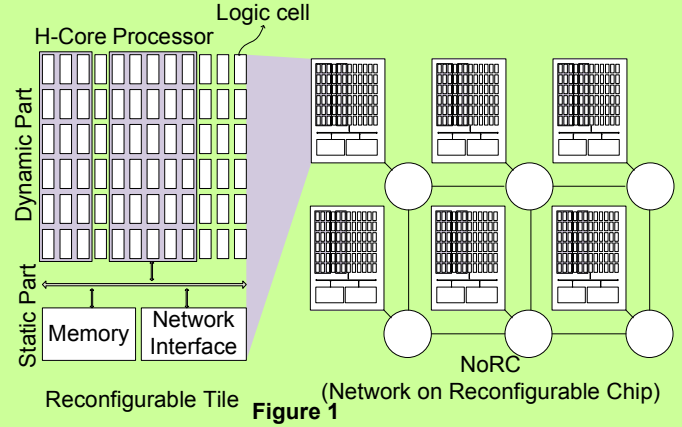 Logic cell
H-Core Processor
Dynamic Part
Static Part
Memory
Network
Interface
Reconfigurable Tile
NoRC
(Network on Reconfigurable Chip)
Figure 1